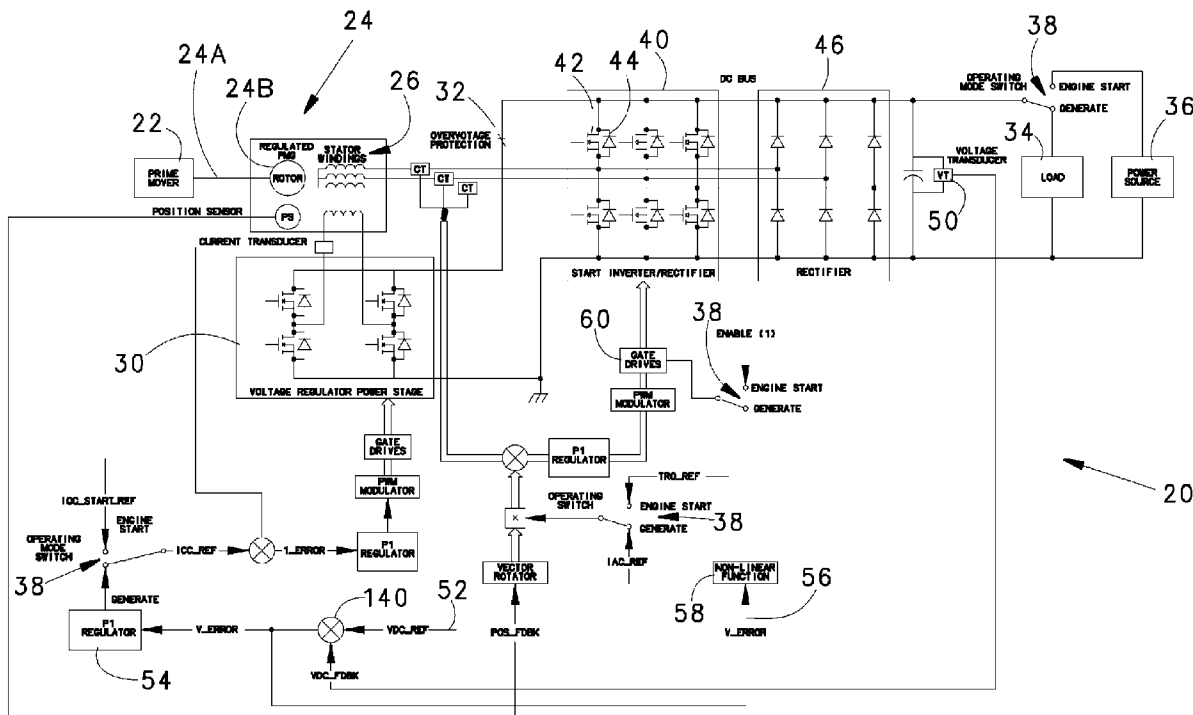 24
38
40
46
24A
42
44
DC BUS
OPERATING
MODE SWITCH
ENGINE START
24B
26
32
GENERATE
36
22
REGULATED
PMG
STATOR
WINDINGS
OVERVOTAGE
PROTECTION
34
VOLTAGE
TRANSDUCER
PRIME
MOVER
ROTOR
CT
CT
CT
VT
LOAD
POWER
SOURCE
POSITION SENSOR
PS
50
CURRENT TRANSDUCER
START INVERTER/RECTIFIER
RECTIFIER
38
60
ENABLE (1)
30
GATE
DRIVES
ENGINE START
VOLTAGE REGULATOR POWER STAGE
PWM
MODULATOR
GENERATE
GATE
DRIVES
P1
REGULATOR
TRQ_REF
20
PWM
MODULATOR
OPERATING
SWITCH
ENGINE START
IQC_START_REF
X
38
GENERATE
ENGINE
START
OPERATING
MODE
SWITCH
ICC_REF
I_ERROR
P1
REGULATOR
IAC_REF
38
VECTOR
ROTATOR
NON-LINEAR
FUNCTION
56
GENERATE
140
52
58
P1
REGULATOR
V_ERROR
VDC_REF
POS_FDBK
V_ERROR
54
VDC_FDBK